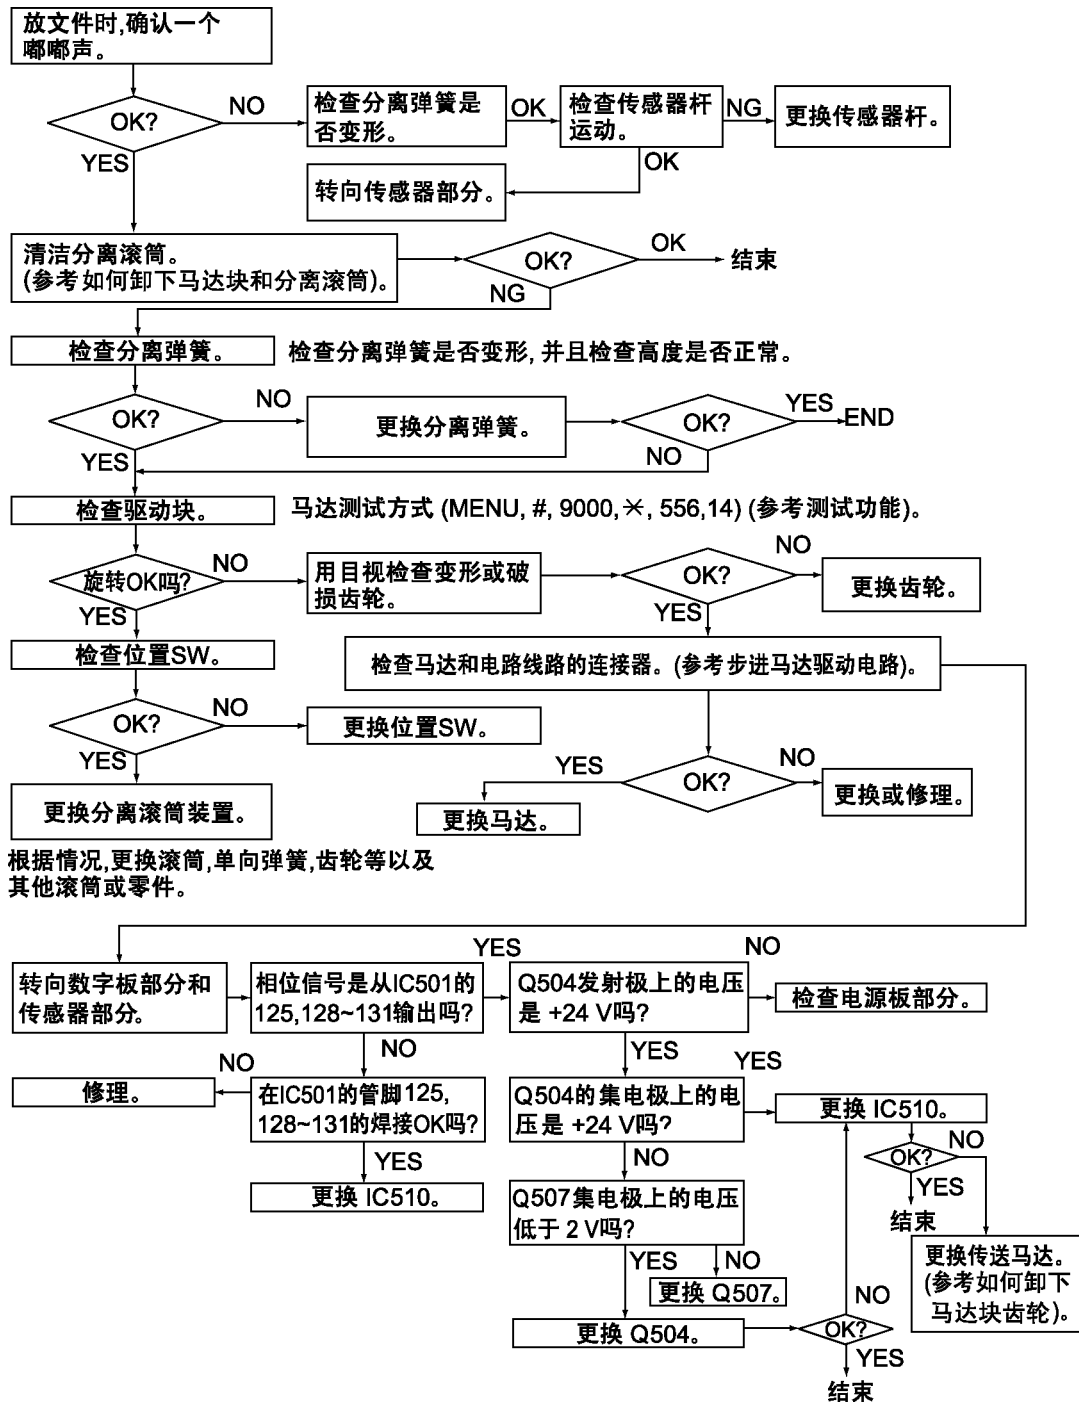 放文件时,确认一个
嘟嘟声。
OK?
NO
检查分离弹簧是
否变形。
OK
检查传感器杆
运动。
NG
更换传感器杆。
YES
OK
转向传感器部分。
清洁分离滚筒。
(参考如何卸下马达块和分离滚筒)。
OK?
OK
结束
NG
检查分离弹簧。
检查分离弹簧是否变形, 并且检查高度是否正常。
OK?
NO
更换分离弹簧。
OK?
YES
END
YES
NO
检查驱动块。
马达测试方式 (MENU, #, 9000, ✳, 556,14) (参考测试功能)。
旋转OK吗?
NO
用目视检查变形或破
损齿轮。
OK?
NO
更换齿轮。
YES
YES
检查位置SW。
检查马达和电路线路的连接器。(参考步进马达驱动电路)。
OK?
NO
更换位置SW。
YES
YES
OK?
NO
更换或修理。
更换分离滚筒装置。
更换马达。
根据情况,更换滚筒,单向弹簧,齿轮等以及
其他滚筒或零件。
转向数字板部分和
传感器部分。
相位信号是从IC501的
125,128~131输出吗?
YES
Q504发射极上的电压
是 +24 V吗?
NO
检查电源板部分。
NO
YES
修理。
NO
在IC501的管脚125,
128~131的焊接OK吗?
Q504的集电极上的电
压是 +24 V吗?
YES
更换 IC510。
YES
NO
OK?
NO
YES
结束
更换 IC510。
Q507集电极上的电压
低于 2 V吗?
更换传送马达。
(参考如何卸下
马达块齿轮)。
YES
NO
更换 Q507。
NO
更换 Q504。
OK?
YES
结束